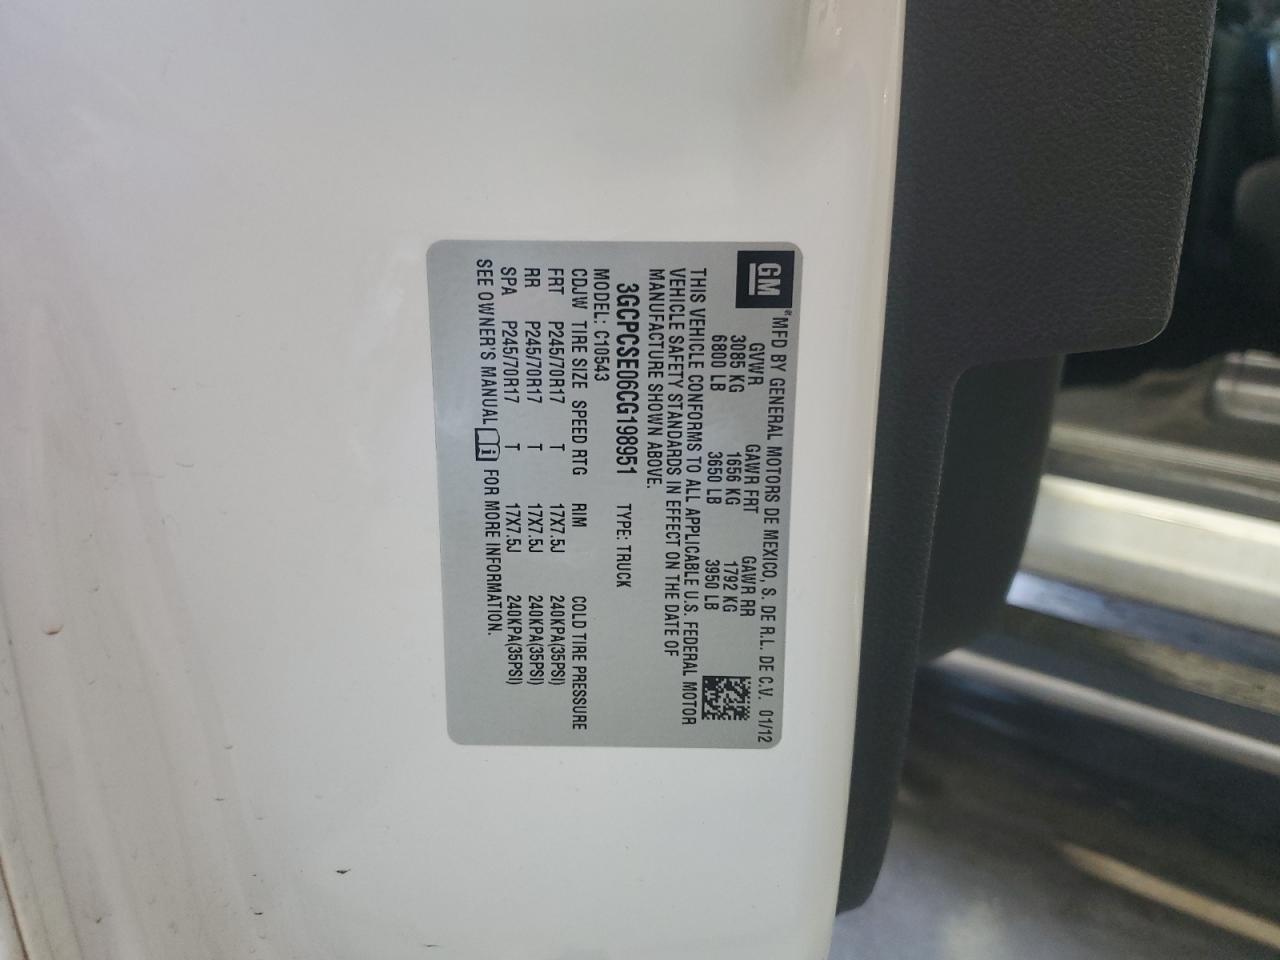 GM
® MFD BY GENERAL MOTORS DE MEXICO, S. DE R.L. DE C.V. 01/12
GVWR GAWR FRT GAWR RR
3085 KG 1656 KG 1792 KG
6800 LB 3650 LB 3950 LB
THIS VEHICLE CONFORMS TO ALL APPLICABLE U.S. FEDERAL MOTOR
VEHICLE SAFETY STANDARDS IN EFFECT ON THE DATE OF
MANUFACTURE SHOWN ABOVE.
3GCPCSE06CG198951 TYPE: TRUCK
MODEL: C10543
CDJW TIRE SIZE SPEED RTG RIM COLD TIRE PRESSURE
FRT P245/70R17 T 17X7.5J 240KPA(35PSI)
RR P245/70R17 T 17X7.5J 240KPA(35PSI)
SPA P245/70R17 T 17X7.5J 240KPA(35PSI)
SEE OWNER'S MANUAL i FOR MORE INFORMATION.